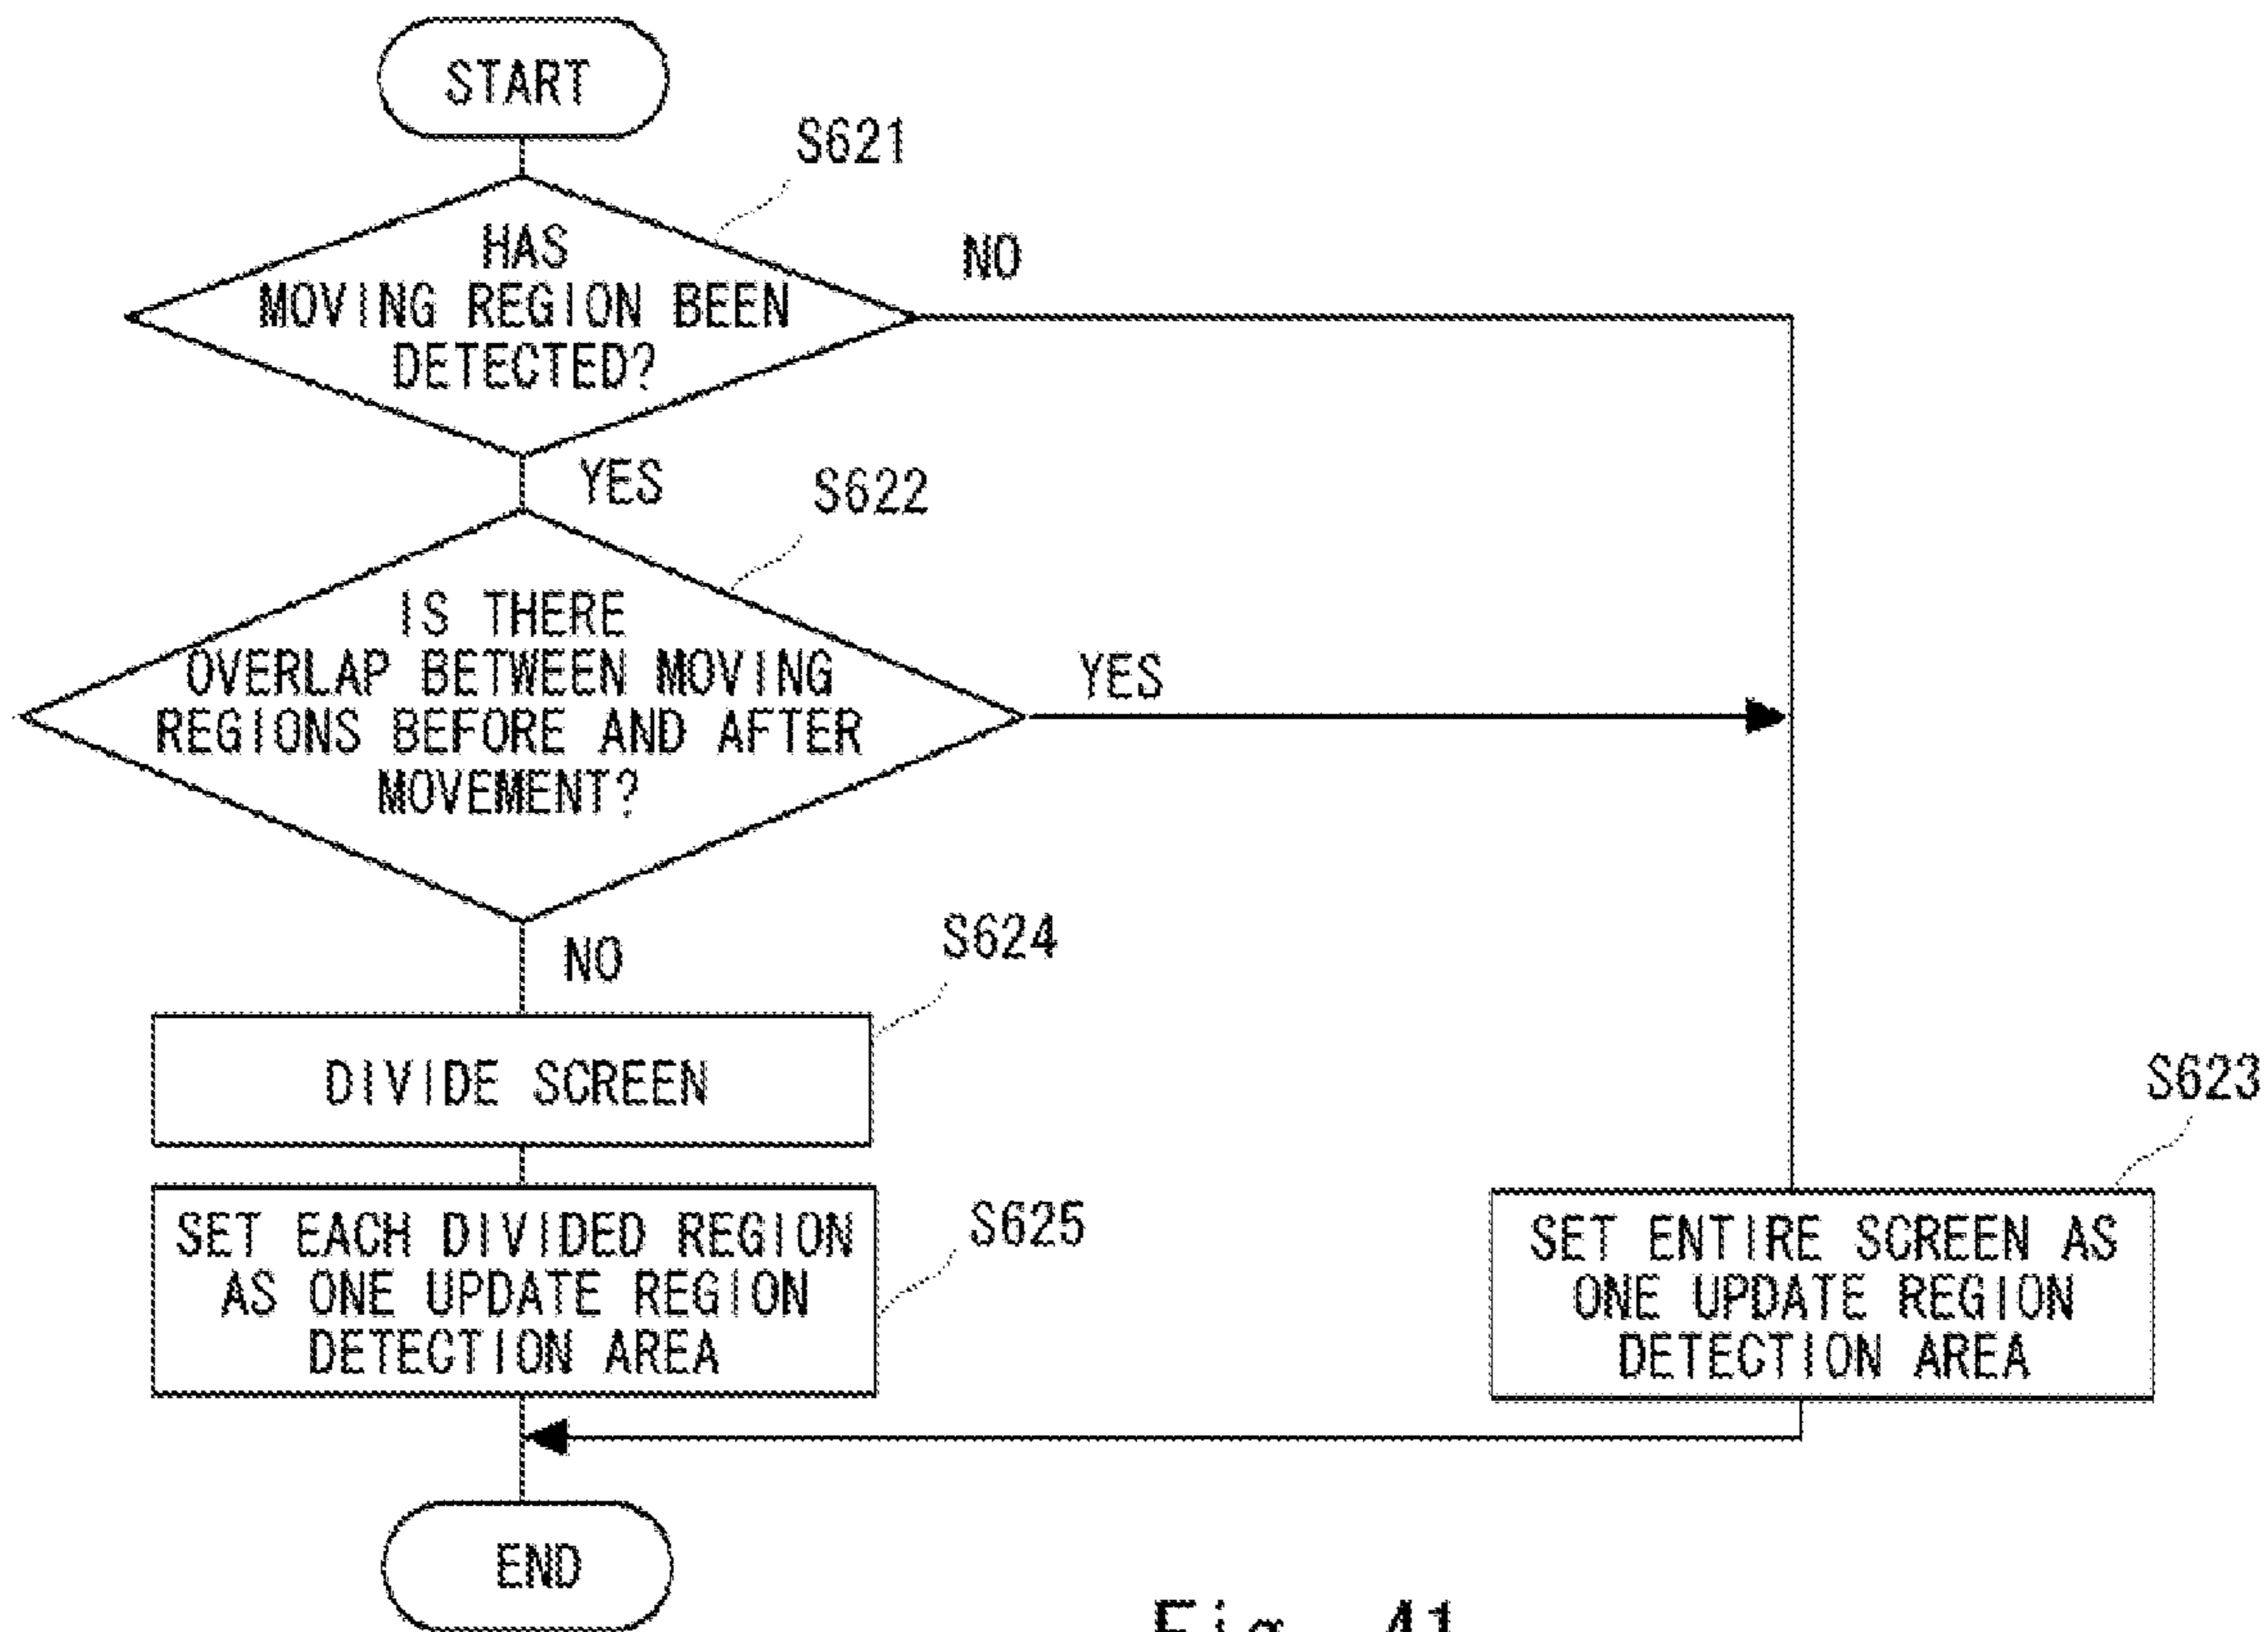 START
S621
HAS
MOVING REGION BEEN
DETECTED?
NO
YES
S622
IS THERE
OVERLAP BETWEEN MOVING
REGIONS BEFORE AND AFTER
MOVEMENT?
YES
NO
S624
DIVIDE SCREEN
S623
SET EACH DIVIDED REGION
AS ONE UPDATE REGION
DETECTION AREA
S625
SET ENTIRE SCREEN AS
ONE UPDATE REGION
DETECTION AREA
END
Fig. 41